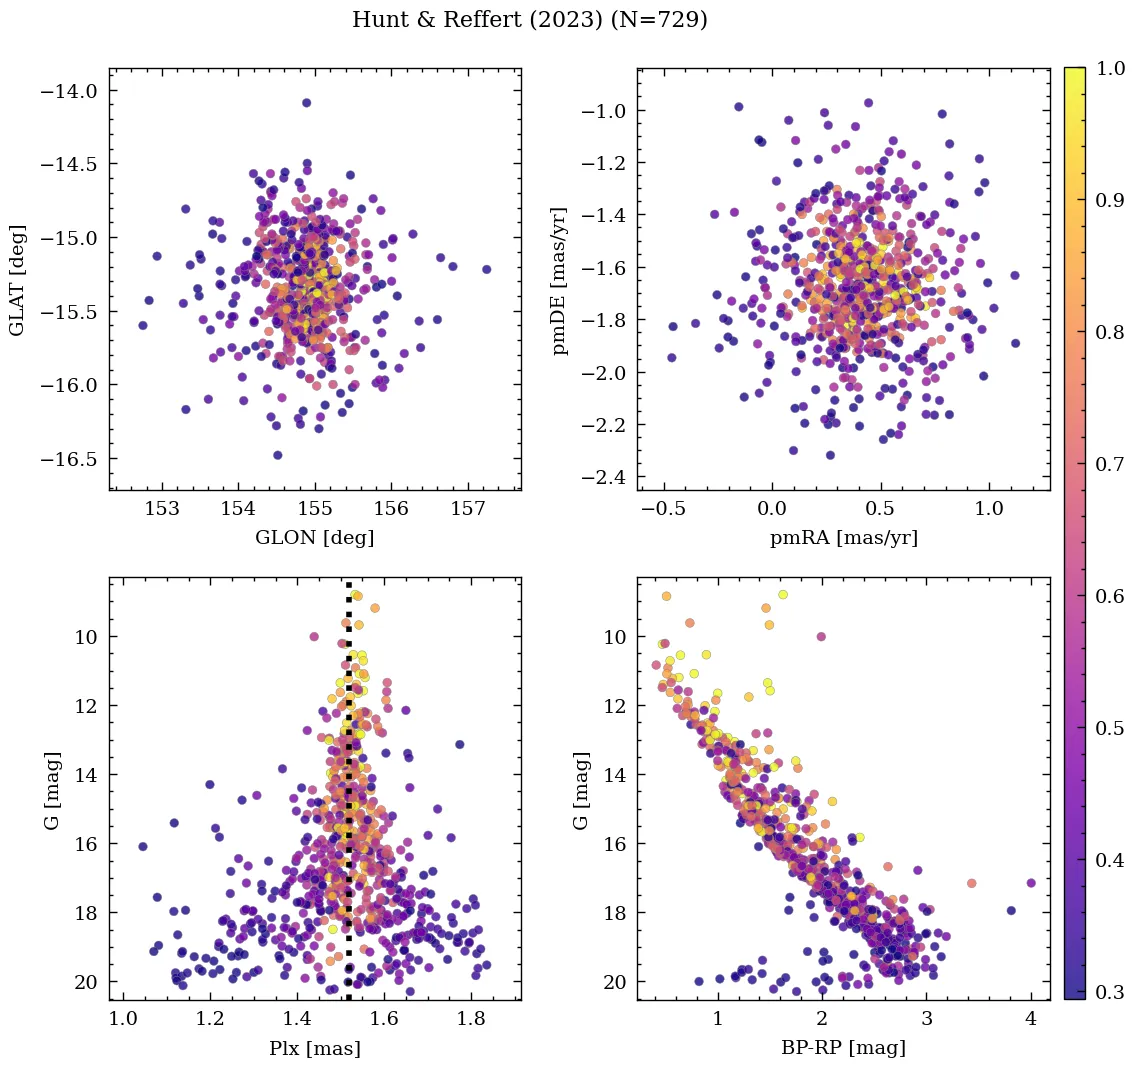 Hunt & Reffert (2023) (N=729)
−14.0
−14.5
−15.0
−15.5
−16.0
−16.5
GLAT [deg]
153 154 155 156 157
GLON [deg]
−1.0
−1.2
−1.4
−1.6
−1.8
−2.0
−2.2
−2.4
pmDE [mas/yr]
−0.5 0.0 0.5 1.0
pmRA [mas/yr]
10
12
14
16
18
20
G [mag]
1.0 1.2 1.4 1.6 1.8
Plx [mas]
10
12
14
16
18
20
G [mag]
1 2 3 4
BP-RP [mag]
1.0
0.9
0.8
0.7
0.6
0.5
0.4
0.3